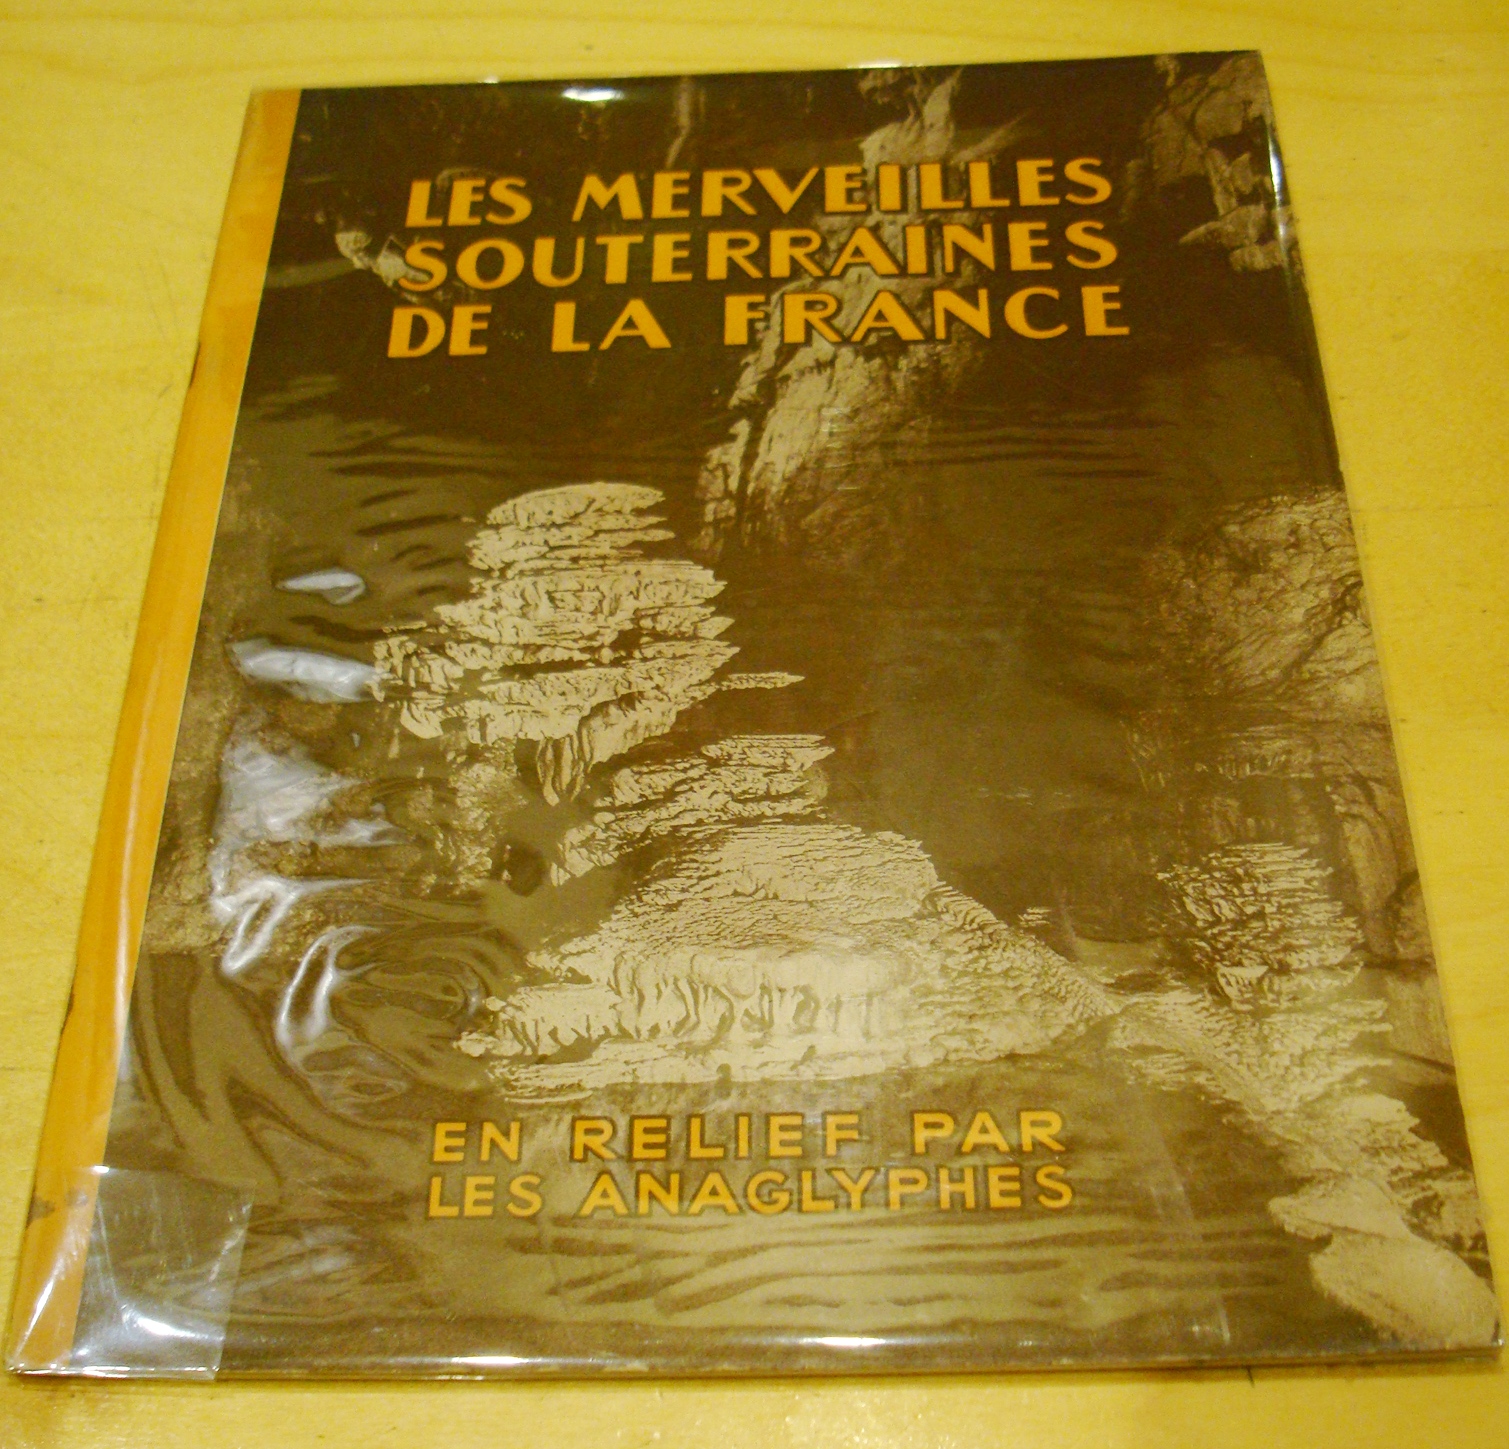 LES MERVEILLES
SOUTERRAINES
DE LA FRANCE
EN RELIEF PAR
LES ANAGLYPHES